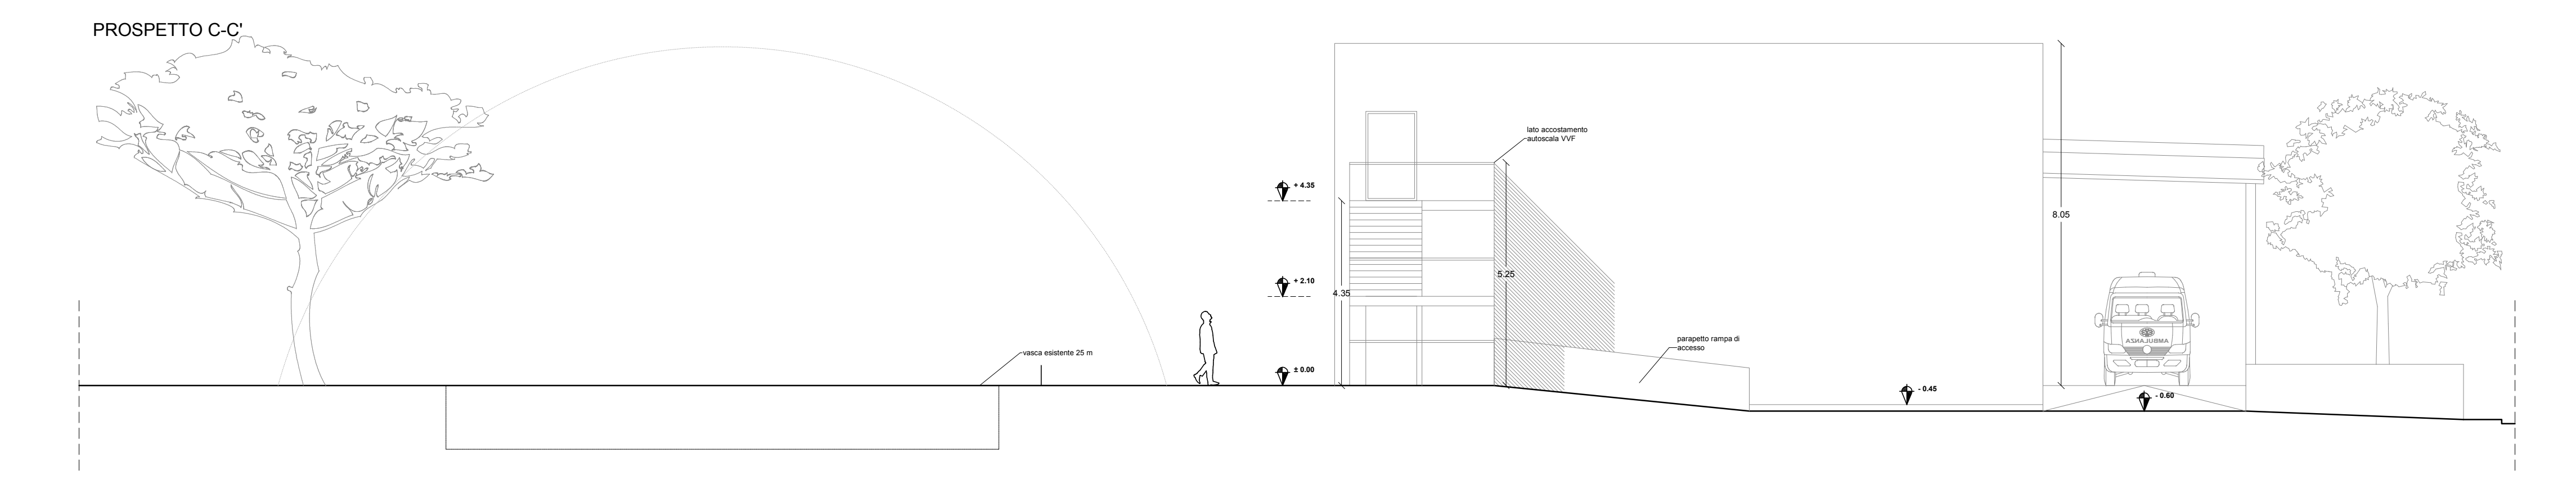 PROSPETTO C-C'
lato accostamento
autoscala VVF
+ 4.35
8.05
5.25
+ 2.10
4.35
vasca esistente 25 m
parapetto rampa di
accesso
± 0.00
AMBULANZA
- 0.45
- 0.60